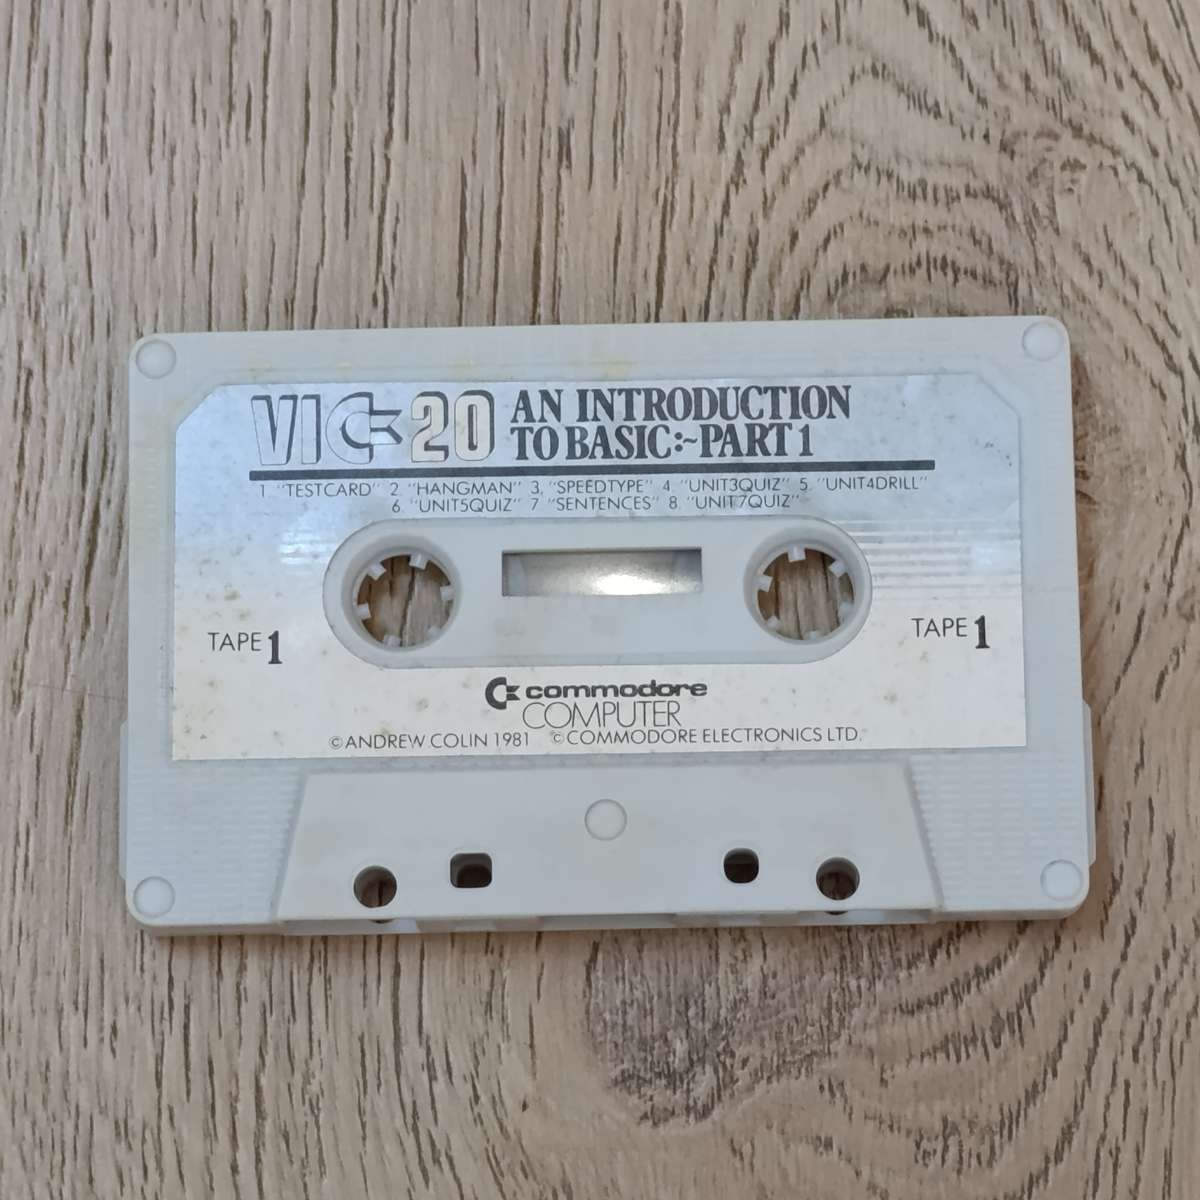 VIC 20 AN INTRODUCTION
TO BASIC:~PART 1
1. "TESTCARD" 2. "HANGMAN" 3. "SPEEDTYPE" 4. "UNIT3QUIZ" 5. "UNIT4DRILL"
6. "UNIT5QUIZ" 7 "SENTENCES" 8 "UNIT7QUIZ"
TAPE 1
TAPE 1
commodore
COMPUTER
© ANDREW COLIN 1981 © COMMODORE ELECTRONICS LTD.